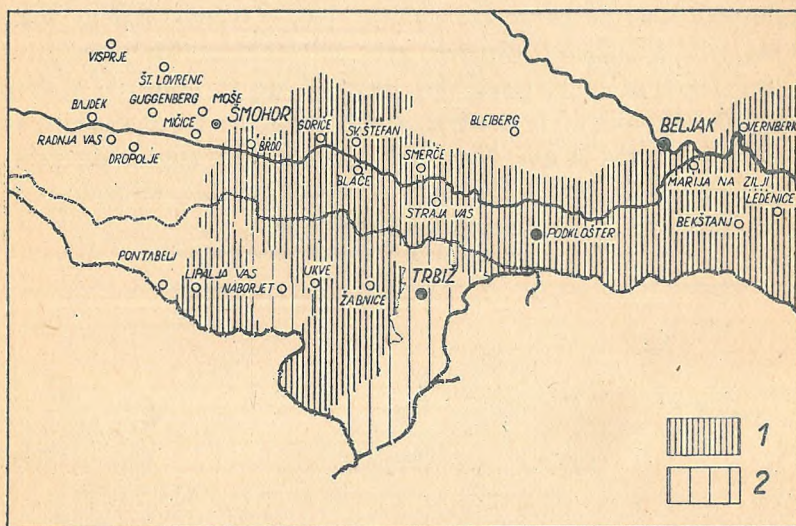 VISPRJE
ŠT. LOVRENC
GUGGENBERG
MOŠE
BAJDEK
MIČICE
ŠMOHOR
BLEIBERG
BELJAK
VERNBERK
RADNJA VAS
DROPOLJE
BRDO
GORIČE
SV. ŠTEFAN
SMERČE
BLAČE
MARIJA NA ZILJI
LEDENICE
STRAJA VAS
PODKLOŠTER
BEKŠTANJ
PONTABELJ
LIPALJA VAS
NABORJET
UKVE
ŽABNICE
TRBIŽ
1
2